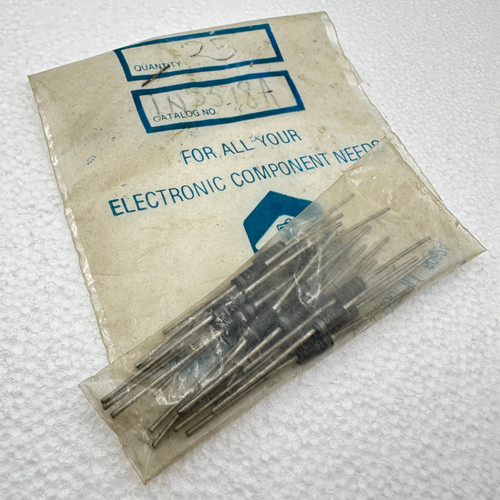 25
QUANTITY
1N5348A
CATALOG NO.
FOR ALL YOUR
ELECTRONIC COMPONENT NEEDS